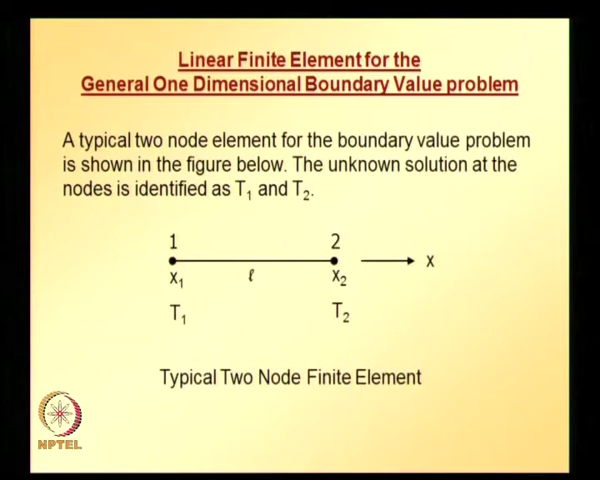 Linear Finite Element for the
General One Dimensional Boundary Value problem
A typical two node element for the boundary value problem
is shown in the figure below. The unknown solution at the
nodes is identified as T₁ and T₂.
1 2
x
x₁ ℓ x₂
T₁ T₂
Typical Two Node Finite Element
NPTEL